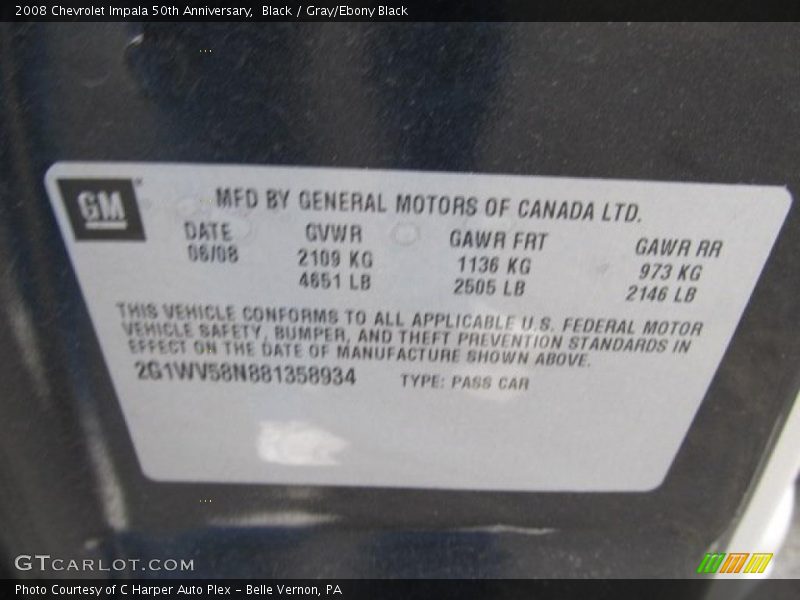 2008 Chevrolet Impala 50th Anniversary,  Black / Gray/Ebony Black
GM
MFD BY GENERAL MOTORS OF CANADA LTD.
DATE GVWR GAWR FRT GAWR RR
06/08 2109 KG 1136 KG 973 KG
4651 LB 2505 LB 2146 LB
THIS VEHICLE CONFORMS TO ALL APPLICABLE U.S. FEDERAL MOTOR
VEHICLE SAFETY, BUMPER, AND THEFT PREVENTION STANDARDS IN
EFFECT ON THE DATE OF MANUFACTURE SHOWN ABOVE.
2G1WV58N881358934 TYPE: PASS CAR
GTCARLOT.COM
Photo Courtesy of C Harper Auto Plex - Belle Vernon, PA